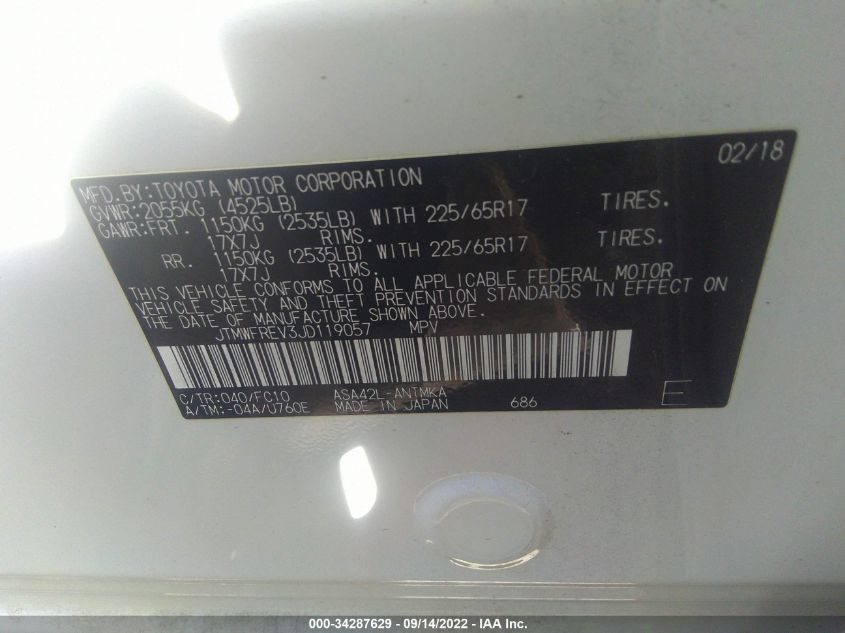 02/18
MFD.BY:TOYOTA MOTOR CORPORATION
GVWR:2055KG (4525LB)
GAWR:FRT. 1150KG (2535LB) WITH 225/65R17 TIRES.
17X7J RIMS.
RR. 1150KG (2535LB) WITH 225/65R17 TIRES.
17X7J RIMS.
THIS VEHICLE CONFORMS TO ALL APPLICABLE FEDERAL MOTOR
VEHICLE SAFETY AND THEFT PREVENTION STANDARDS IN EFFECT ON
THE DATE OF MANUFACTURE SHOWN ABOVE.
JTMWFREV3JD119057 MPV
C/TR:040/FC10 ASA42L-ANTMKA
A/TM:-04A/U760E MADE IN JAPAN 686 E
000-34287629 - 09/14/2022 - IAA Inc.